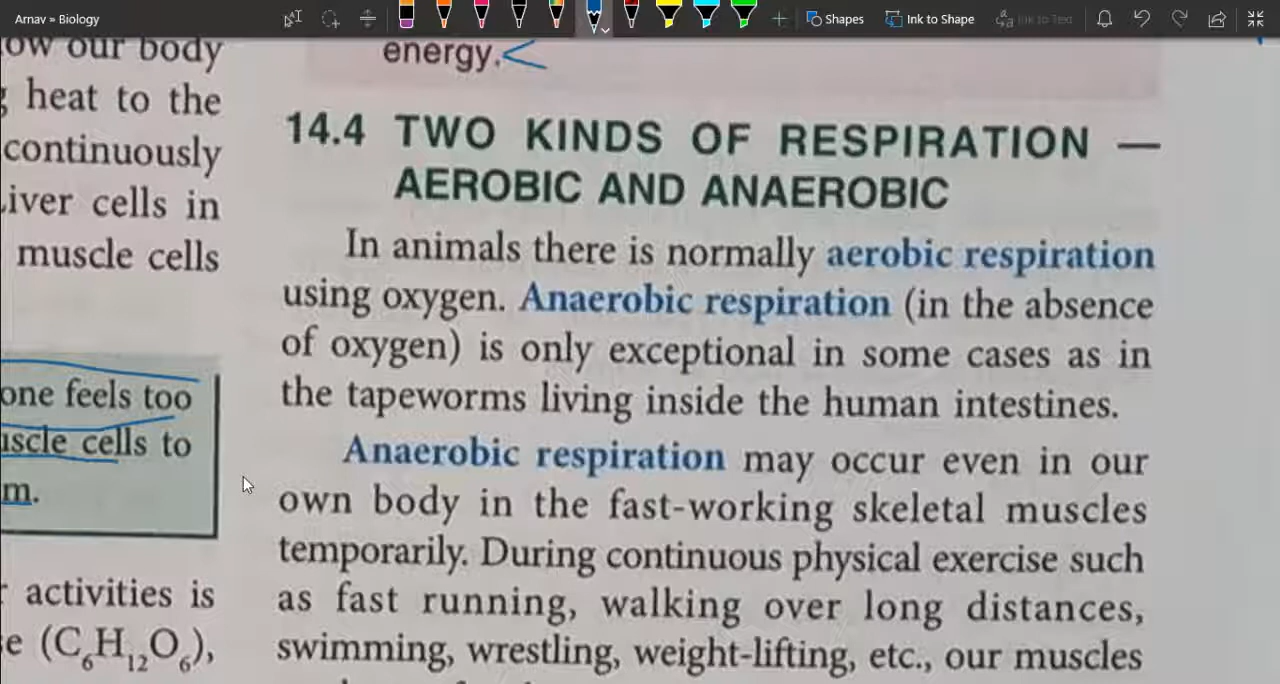 Arnav » Biology
Shapes
Ink to Shape
Ink to Text
ow our body
heat to the
continuously
iver cells in
muscle cells
one feels too
uscle cells to
m.
activities is
e (C₆H₁₂O₆),
energy.
14.4 TWO KINDS OF RESPIRATION —
AEROBIC AND ANAEROBIC
In animals there is normally aerobic respiration
using oxygen. Anaerobic respiration (in the absence
of oxygen) is only exceptional in some cases as in
the tapeworms living inside the human intestines.
Anaerobic respiration may occur even in our
own body in the fast-working skeletal muscles
temporarily. During continuous physical exercise such
as fast running, walking over long distances,
swimming, wrestling, weight-lifting, etc., our muscles